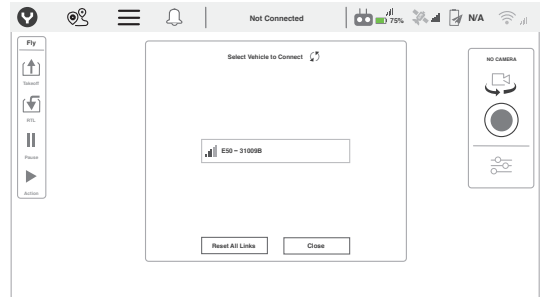 Not Connected
75%
N/A
Fly
Takeoff
RTL
Pause
Action
Select Vehicle to Connect
E50 – 31009B
Reset All Links
Close
NO CAMERA